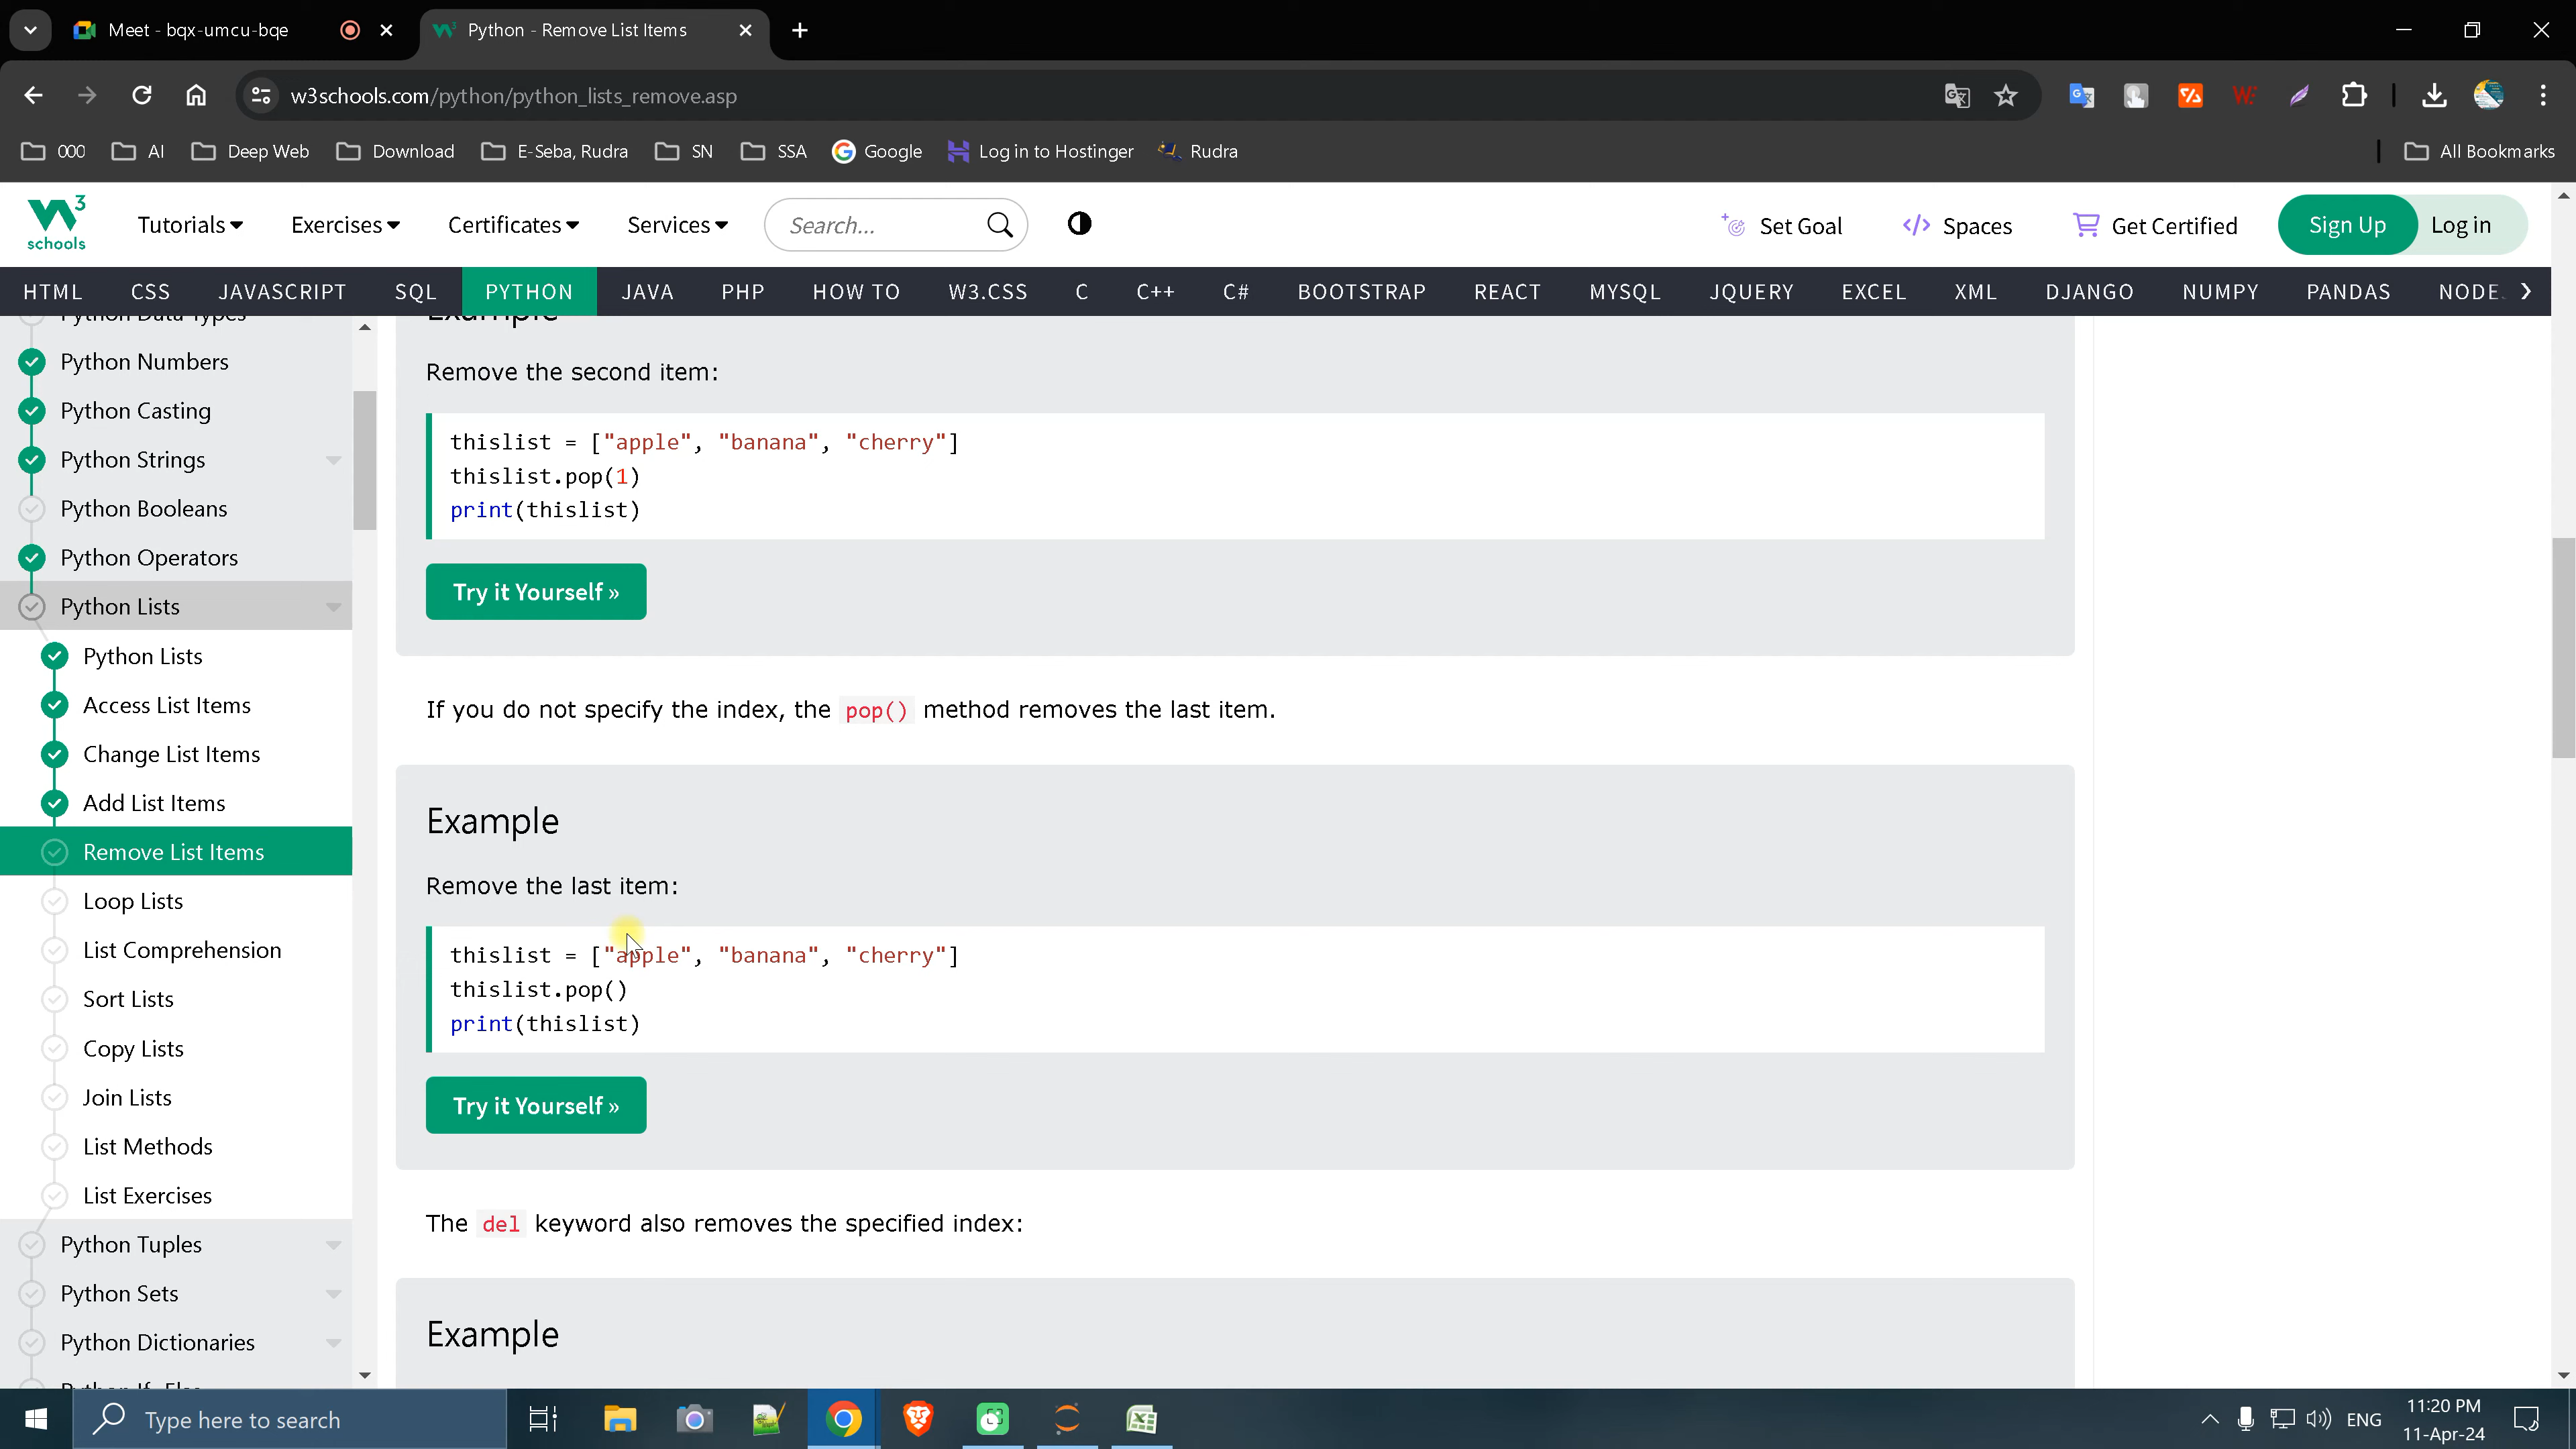 Meet - bqx-umcu-bqe
Python - Remove List Items
w3schools.com/python/python_lists_remove.asp
000
AI
Deep Web
Download
E-Seba, Rudra
SN
SSA
Google
Log in to Hostinger
Rudra
All Bookmarks
W3 schools
Tutorials
Exercises
Certificates
Services
Search...
Set Goal
Spaces
Get Certified
Sign Up
Log in
HTML CSS JAVASCRIPT SQL PYTHON JAVA PHP HOW TO W3.CSS C C++ C# BOOTSTRAP REACT MYSQL JQUERY EXCEL XML DJANGO NUMPY PANDAS NODE
Python Data Types
Python Numbers
Python Casting
Python Strings
Python Booleans
Python Operators
Python Lists
Python Lists
Access List Items
Change List Items
Add List Items
Remove List Items
Loop Lists
List Comprehension
Sort Lists
Copy Lists
Join Lists
List Methods
List Exercises
Python Tuples
Python Sets
Python Dictionaries
Example
Remove the second item:
thislist = ["apple", "banana", "cherry"]
thislist.pop(1)
print(thislist)
Try it Yourself »
If you do not specify the index, the pop() method removes the last item.
Example
Remove the last item:
thislist = ["apple", "banana", "cherry"]
thislist.pop()
print(thislist)
Try it Yourself »
The del keyword also removes the specified index:
Example
Type here to search
ENG
11:20 PM
11-Apr-24